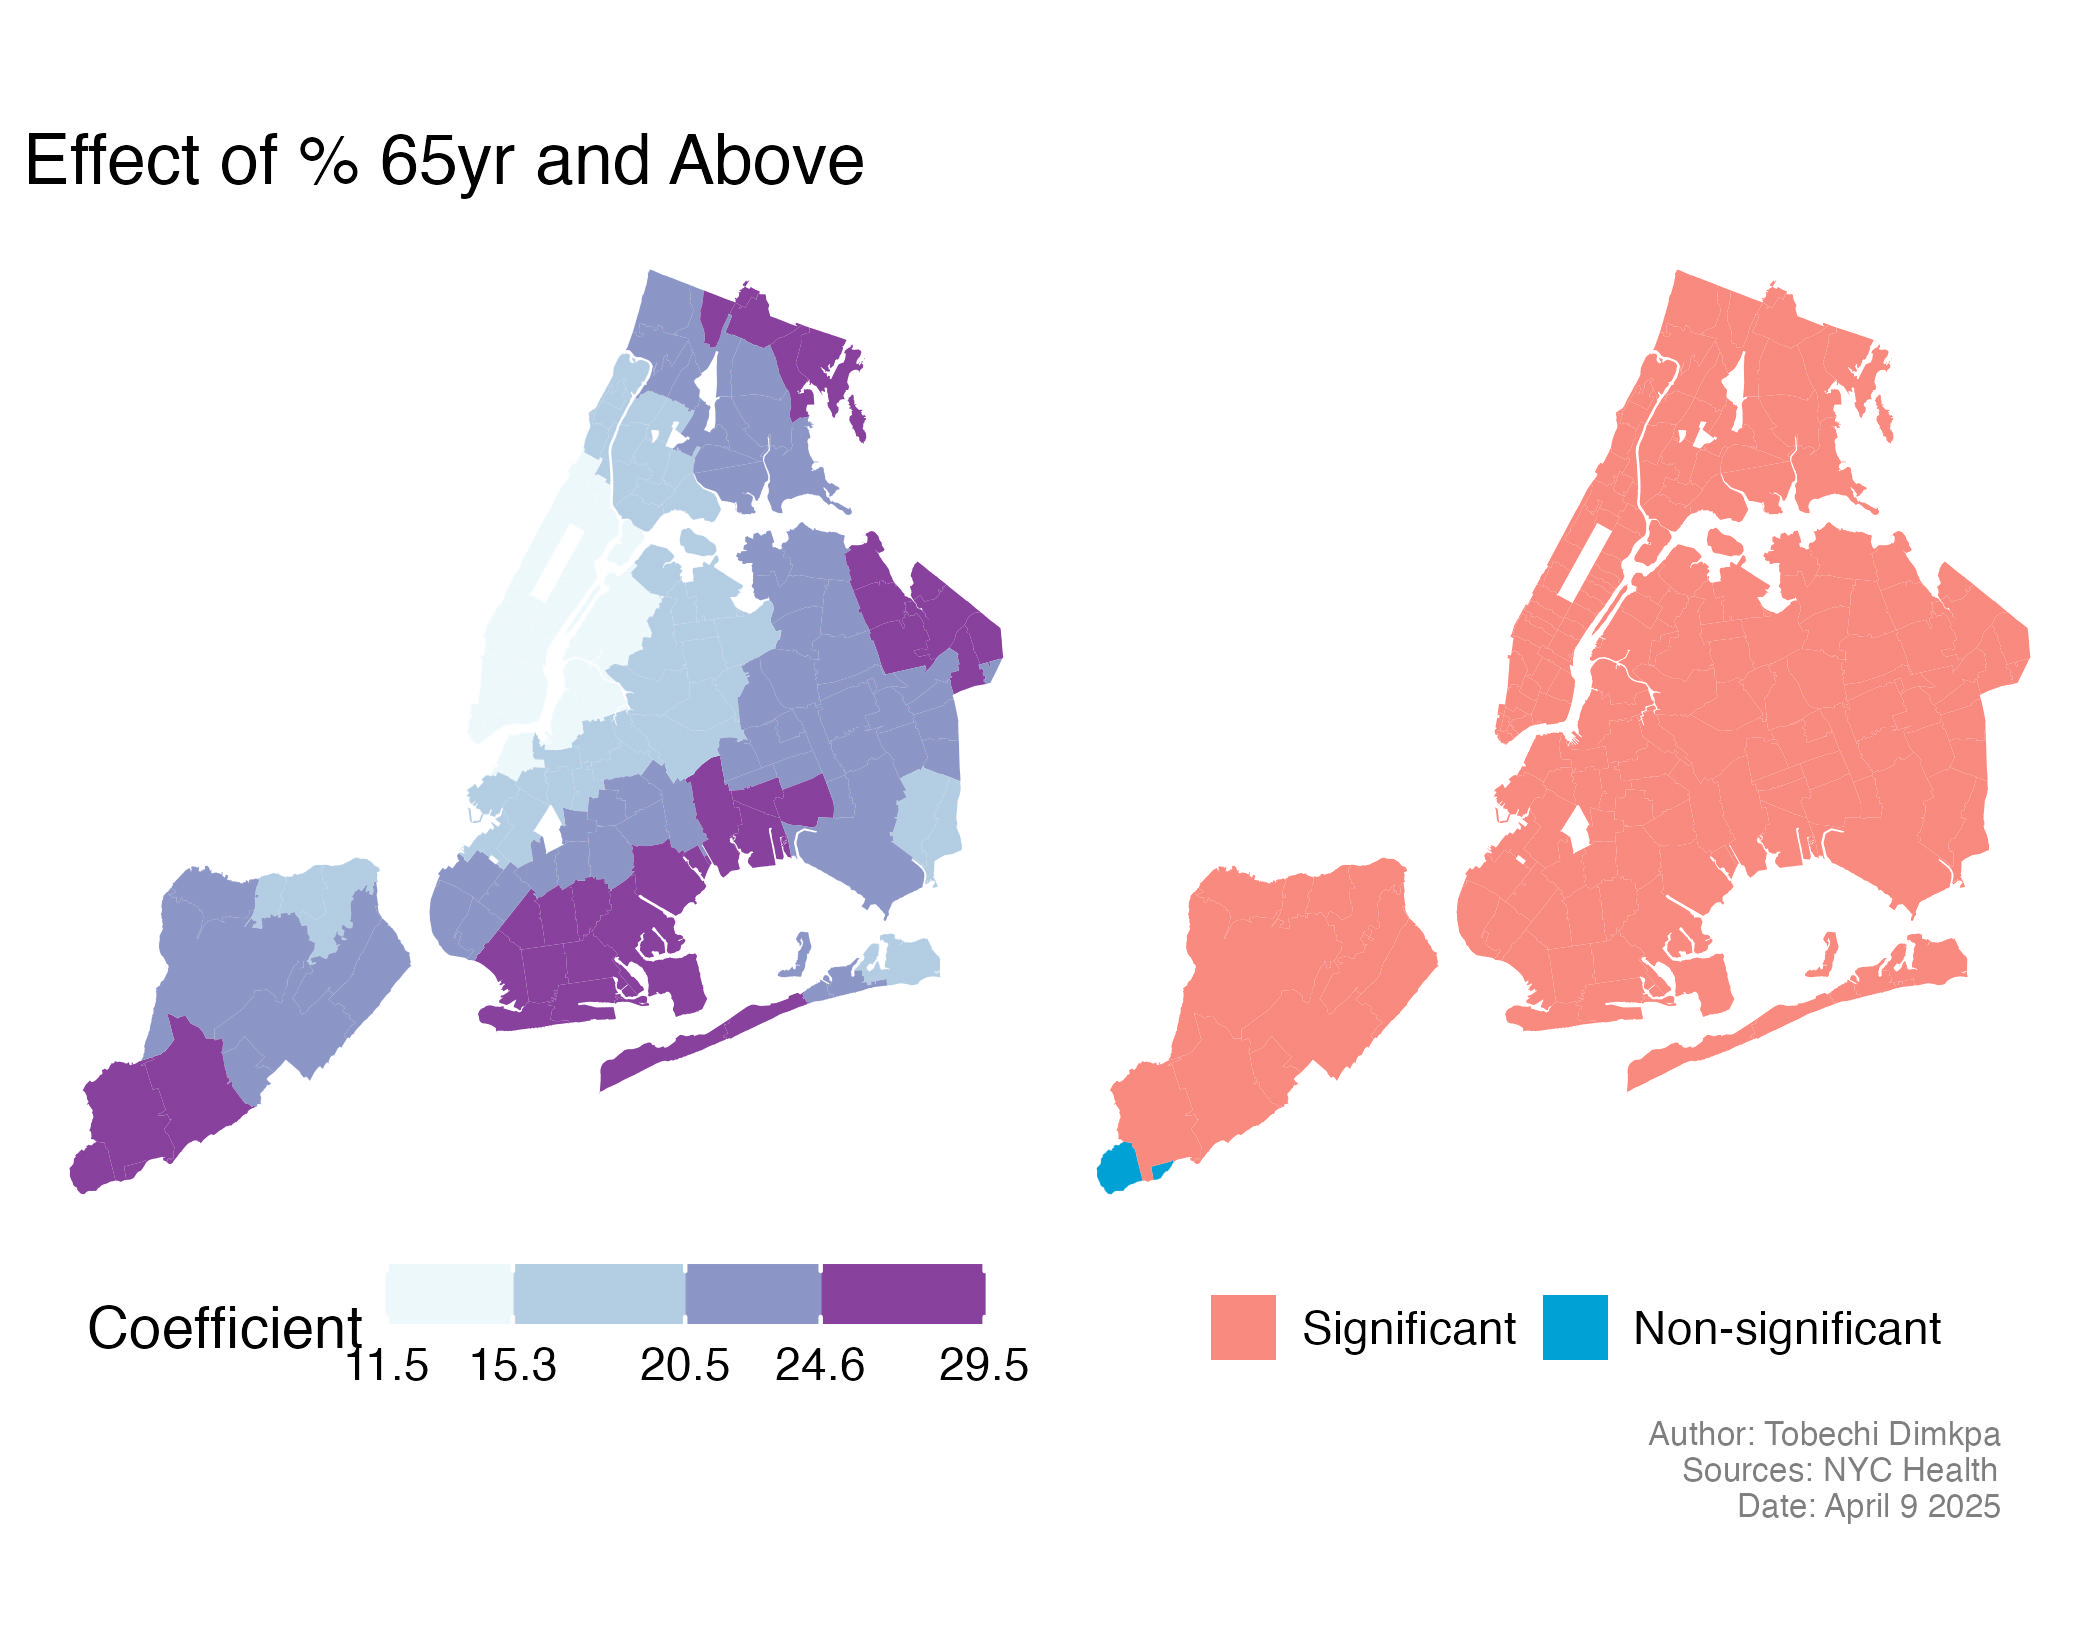 Effect of % 65yr and Above
Coefficient
11.5 15.3 20.5 24.6 29.5
Significant Non-significant
Author: Tobechi Dimkpa
Sources: NYC Health
Date: April 9 2025